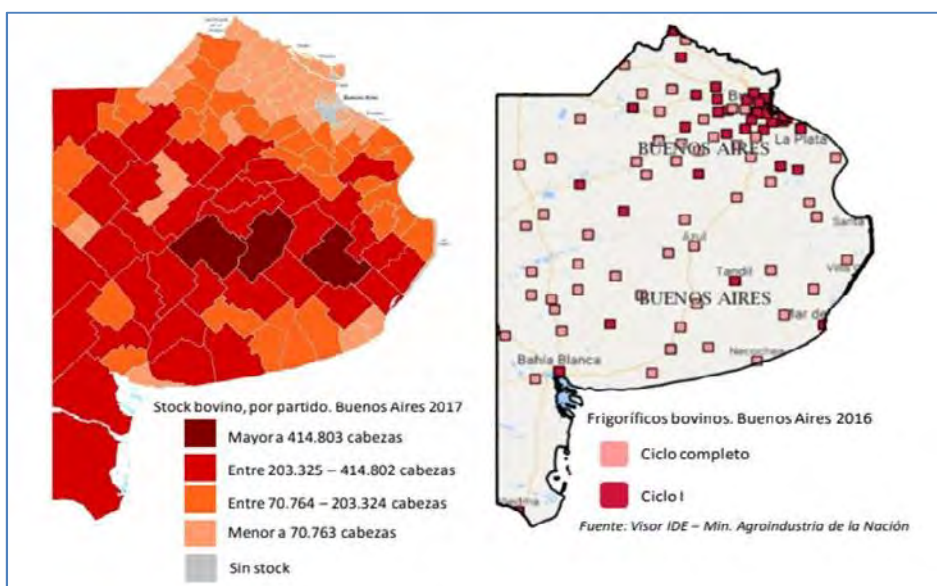 Buenos Aires
Stock bovino, por partido. Buenos Aires 2017
Mayor a 414.803 cabezas
Entre 203.325 – 414.802 cabezas
Entre 70.764 – 203.324 cabezas
Menor a 70.763 cabezas
Sin stock
La Plata
BUENOS AIRES
Santa
Azul
Tandil
BUENOS AIRES
Mar de
Necochea
Bahía Blanca
Frigoríficos bovinos. Buenos Aires 2016
Ciclo completo
Ciclo I
Fuente: Visor IDE – Min. Agroindustria de la Nación